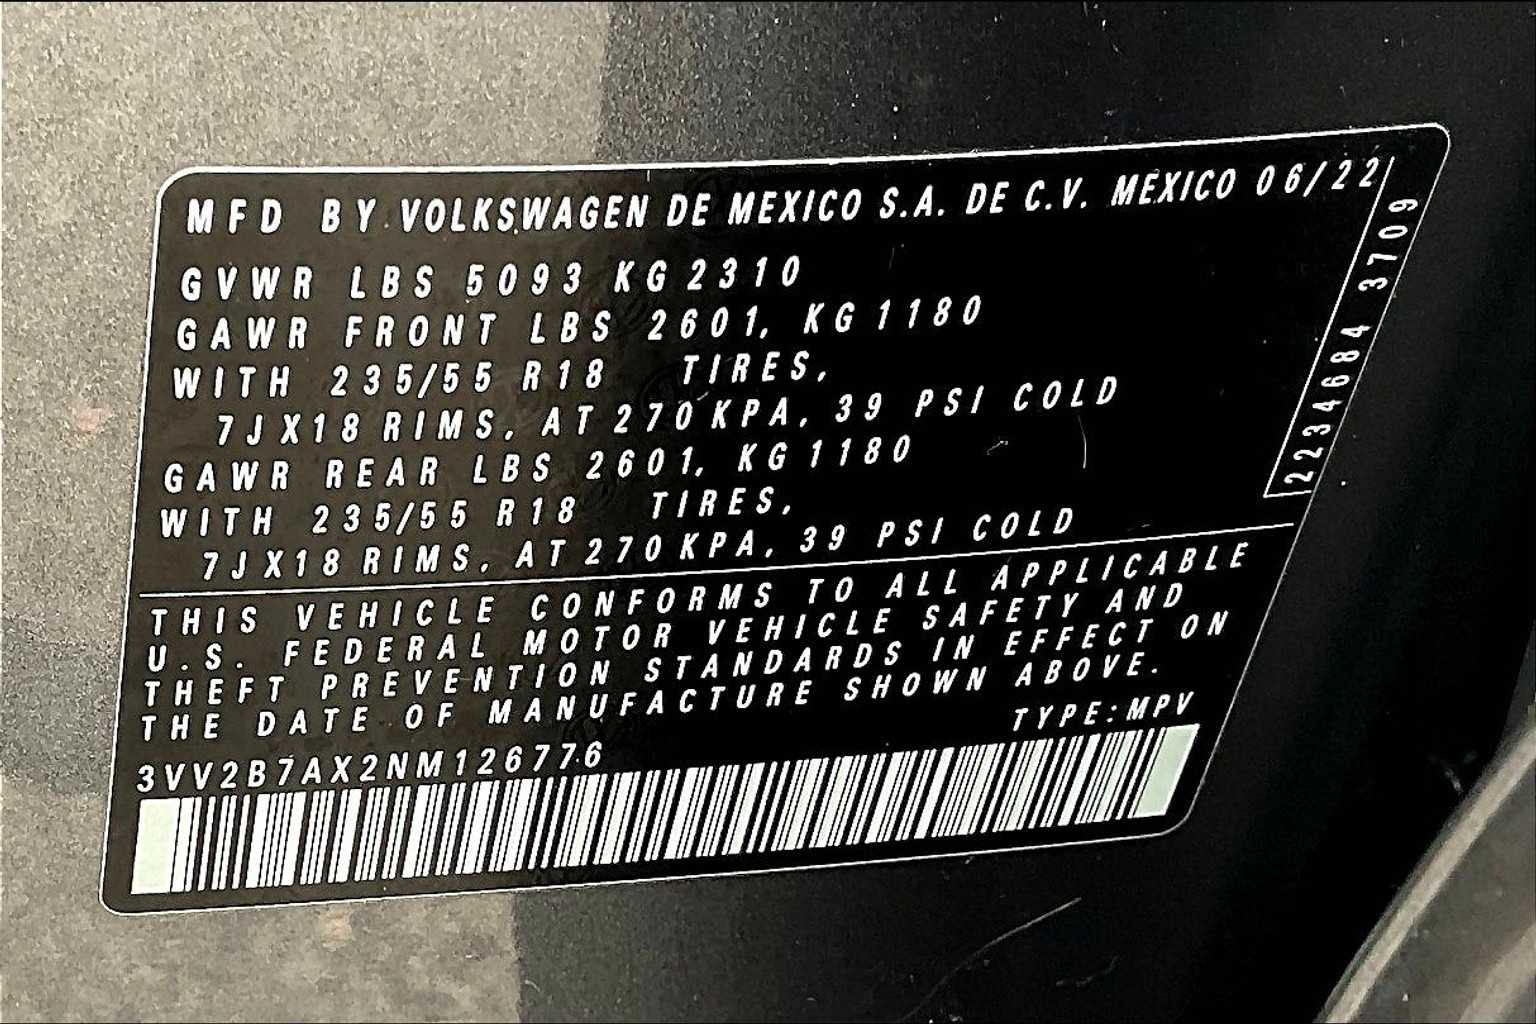 MFD BY VOLKSWAGEN DE MEXICO S.A. DE C.V. MEXICO 06/22
GVWR LBS 5093 KG 2310
GAWR FRONT LBS 2601, KG 1180
WITH 235/55 R18 TIRES,
7JX18 RIMS, AT 270 KPA, 39 PSI COLD
GAWR REAR LBS 2601, KG 1180
WITH 235/55 R18 TIRES,
7JX18 RIMS, AT 270 KPA, 39 PSI COLD
2234684 3709
THIS VEHICLE CONFORMS TO ALL APPLICABLE
U.S. FEDERAL MOTOR VEHICLE SAFETY AND
THEFT PREVENTION STANDARDS IN EFFECT ON
THE DATE OF MANUFACTURE SHOWN ABOVE.
TYPE: MPV
3VV2B7AX2NM126776